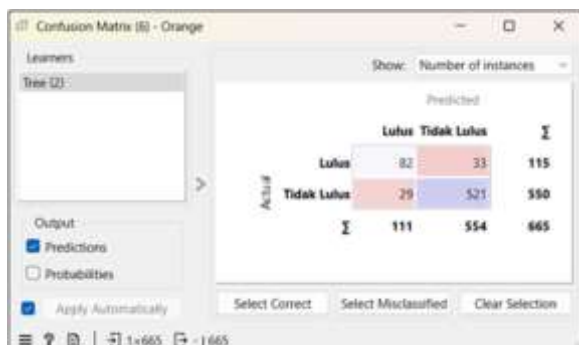 Confusion Matrix (6) - Orange
Learners
Tree (2)
Show: Number of instances
Predicted
Lulus Tidak Lulus Σ
Lulus 82 33 115
Actual
Tidak Lulus 29 521 550
Σ 111 554 665
Output
Predictions
Probabilities
Apply Automatically
Select Correct Select Misclassified Clear Selection
1×665 - | 665